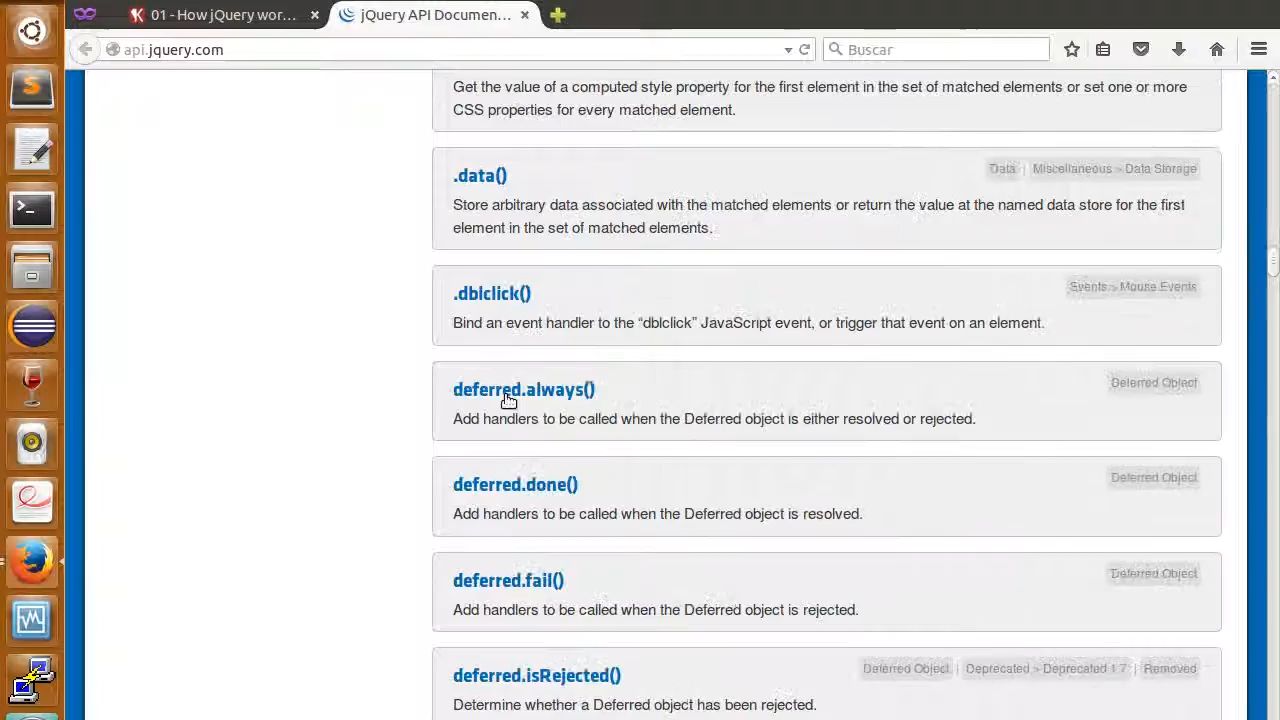 01 - How jQuery wor...
jQuery API Documen...
api.jquery.com
Buscar
Get the value of a computed style property for the first element in the set of matched elements or set one or more
CSS properties for every matched element.
.data()
Data | Miscellaneous > Data Storage
Store arbitrary data associated with the matched elements or return the value at the named data store for the first
element in the set of matched elements.
.dblclick()
Events > Mouse Events
Bind an event handler to the “dblclick” JavaScript event, or trigger that event on an element.
deferred.always()
Deferred Object
Add handlers to be called when the Deferred object is either resolved or rejected.
deferred.done()
Deferred Object
Add handlers to be called when the Deferred object is resolved.
deferred.fail()
Deferred Object
Add handlers to be called when the Deferred object is rejected.
deferred.isRejected()
Deferred Object | Deprecated > Deprecated 1.7 | Removed
Determine whether a Deferred object has been rejected.